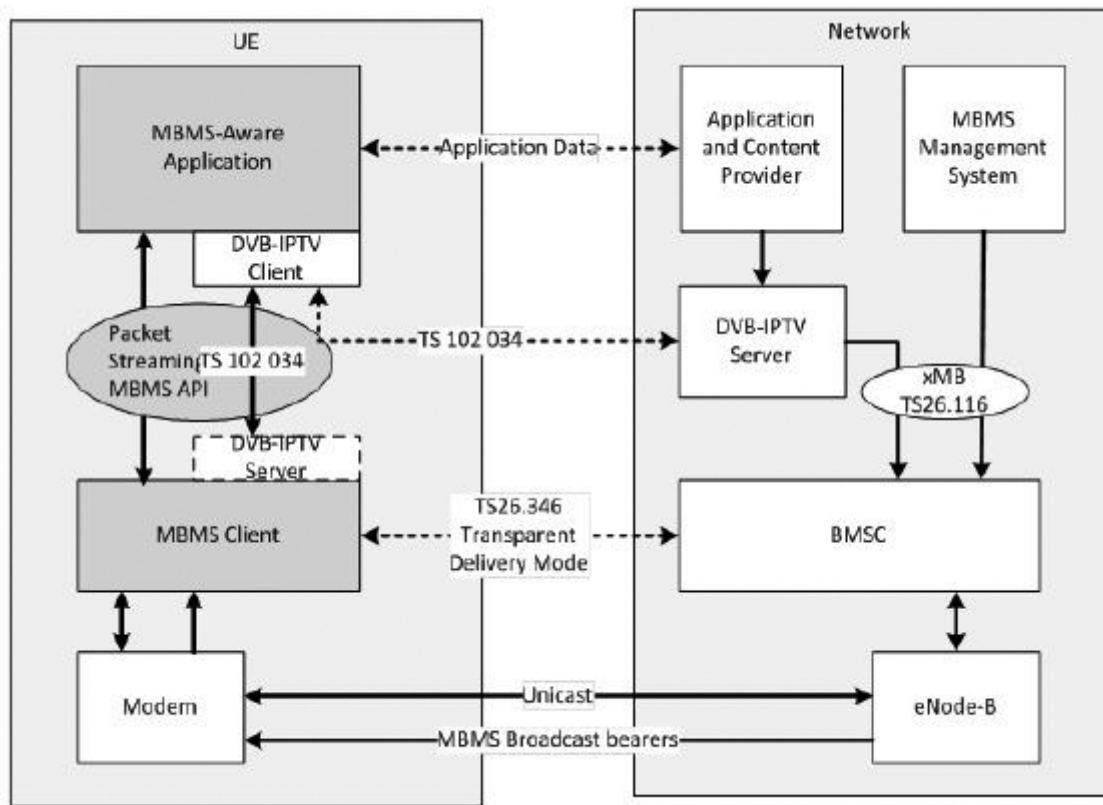 UE
MBMS-Aware
Application
DVB-IPTV
Client
Packet
Streaming
MBMS API
TS 102 034
DVB-IPTV
Server
MBMS Client
Modem
Application Data
TS 102 034
TS26.346
Transparent
Delivery Mode
Unicast
MBMS Broadcast bearers
Network
Application
and Content
Provider
MBMS
Management
System
DVB-IPTV
Server
xMB
TS26.116
BMSC
eNode-B